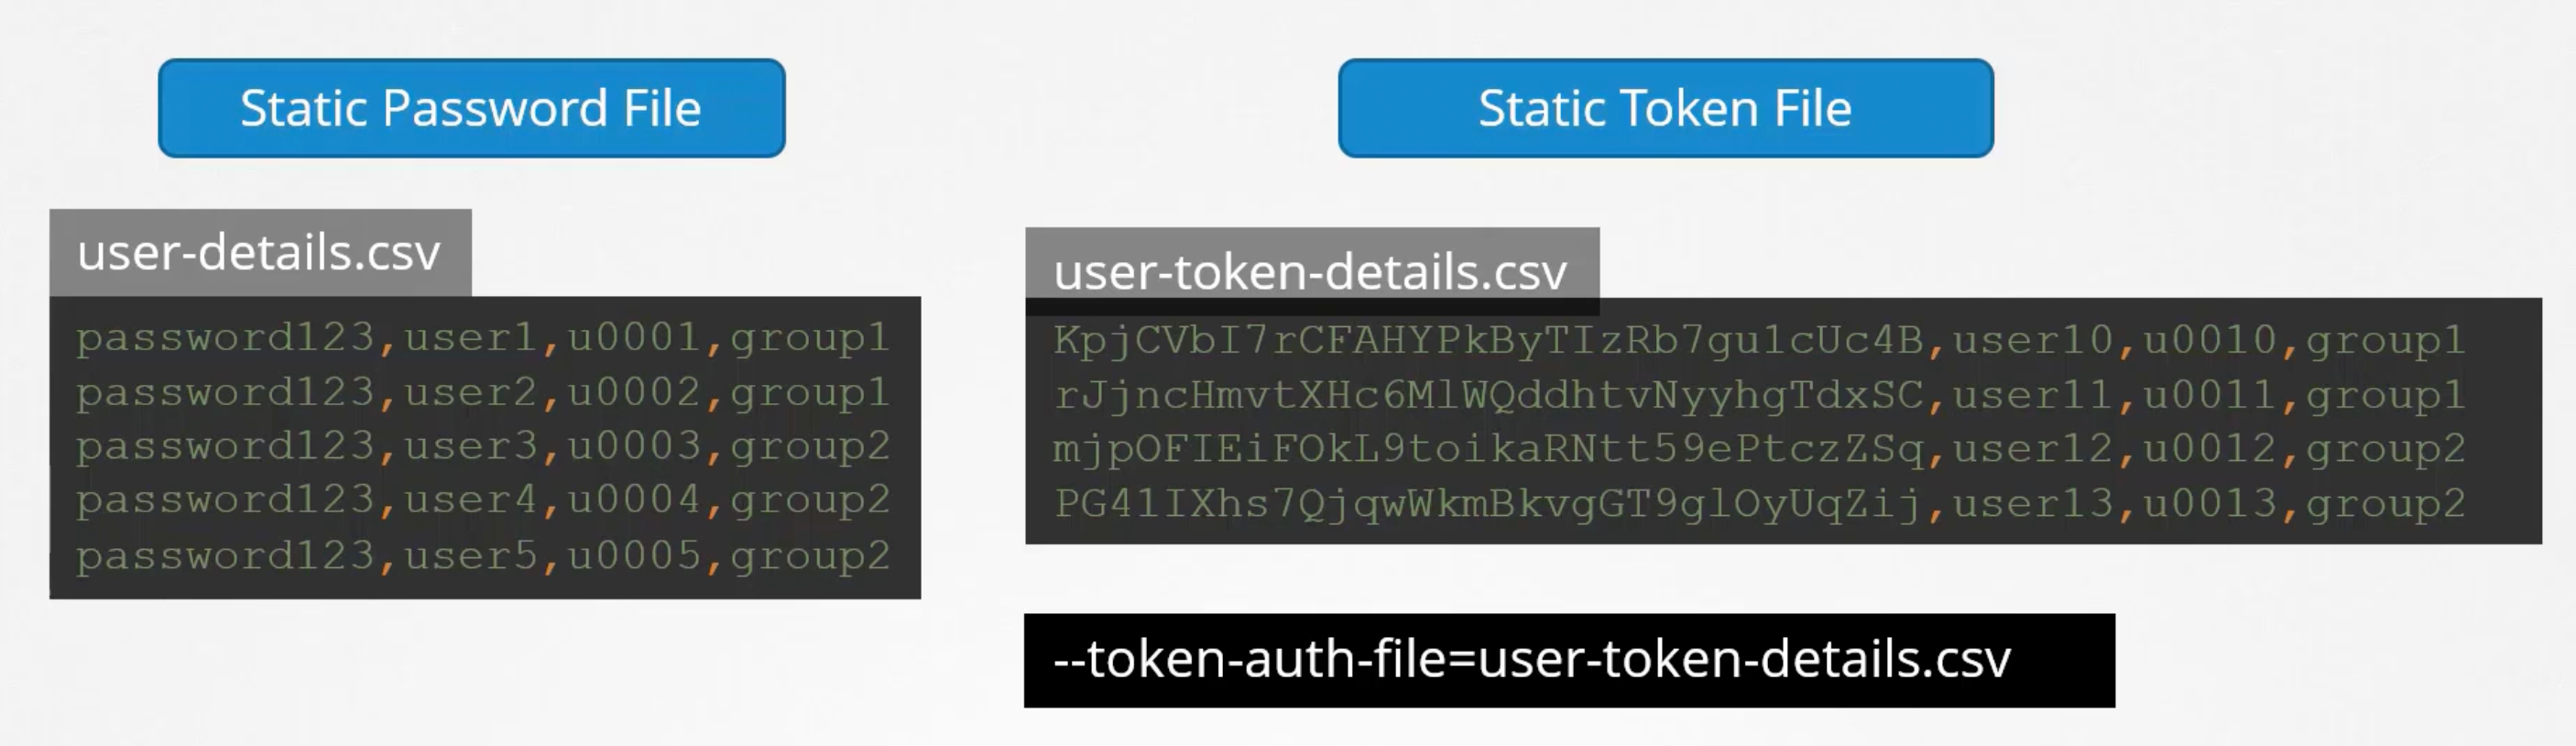 Static Password File
Static Token File
user-details.csv
password123,user1,u0001,group1
password123,user2,u0002,group1
password123,user3,u0003,group2
password123,user4,u0004,group2
password123,user5,u0005,group2
user-token-details.csv
KpjCVbI7rCFAHYPkByTIzRb7gu1cUc4B,user10,u0010,group1
rJjncHmvtXHc6MlWQddhtvNyyhgTdxSC,user11,u0011,group1
mjpOFIEiFOkL9toikaRNtt59ePtczZSq,user12,u0012,group2
PG41IXhs7QjqwWkmBkvgGT9glOyUqZij,user13,u0013,group2
--token-auth-file=user-token-details.csv